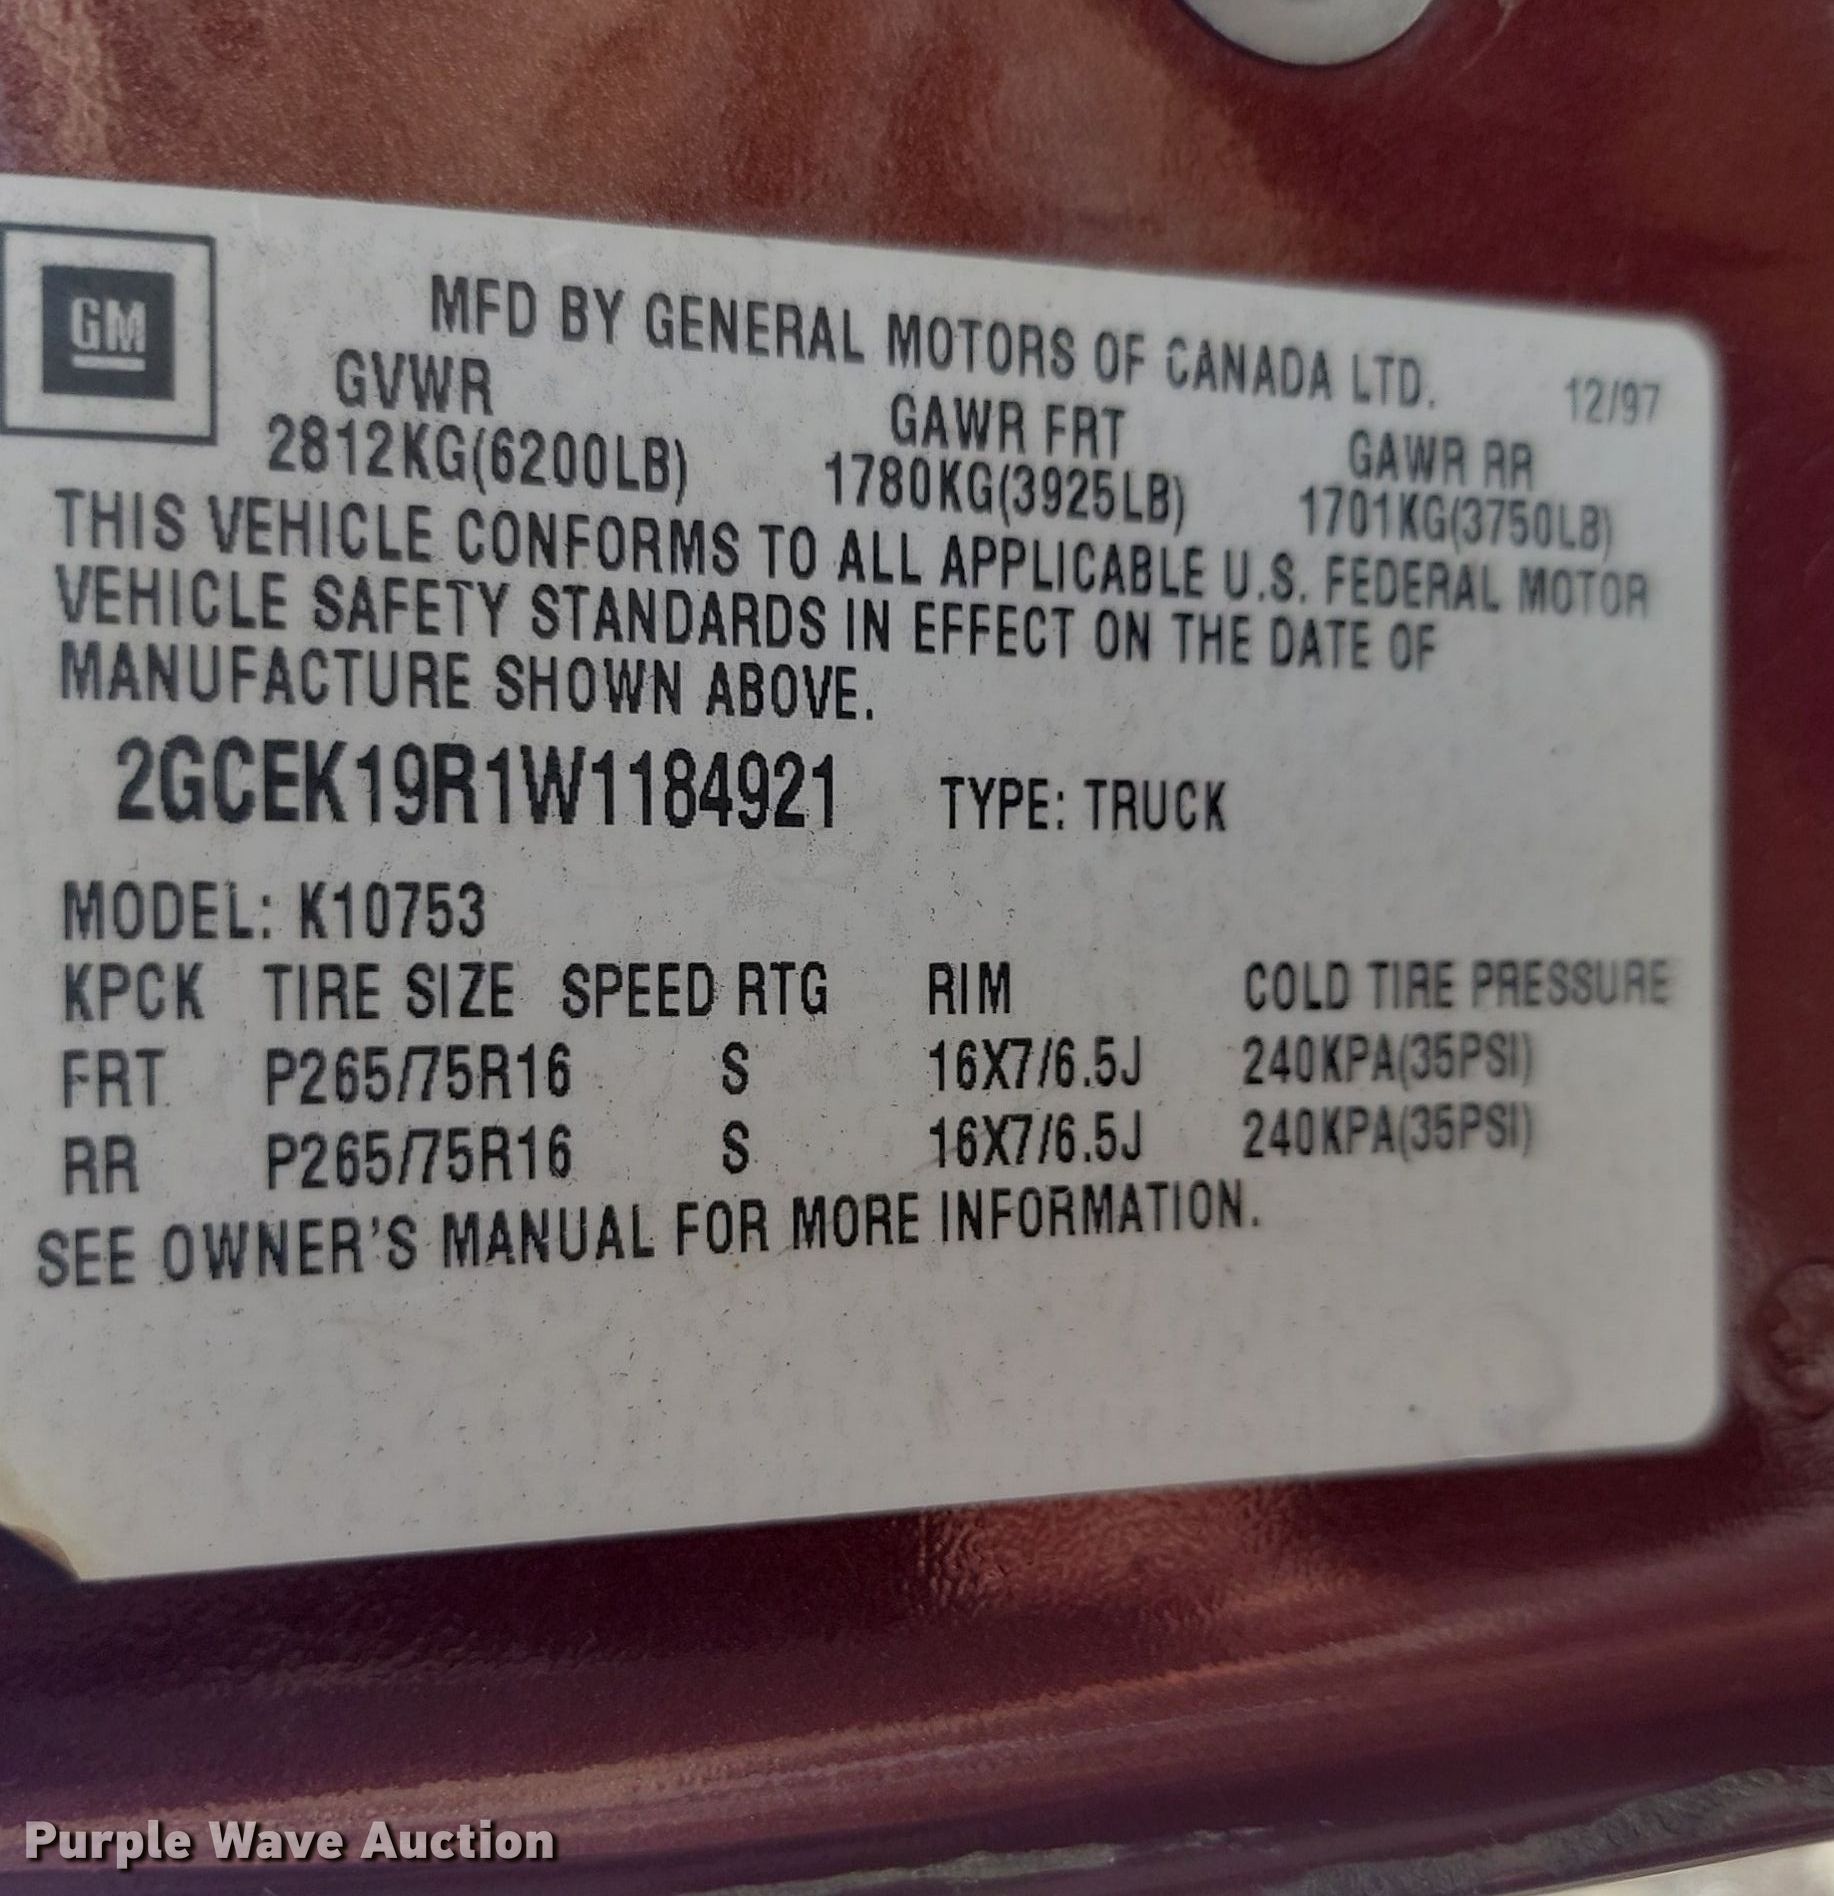 GM
MFD BY GENERAL MOTORS OF CANADA LTD. 12/97
GVWR GAWR FRT GAWR RR
2812KG(6200LB) 1780KG(3925LB) 1701KG(3750LB)
THIS VEHICLE CONFORMS TO ALL APPLICABLE U.S. FEDERAL MOTOR
VEHICLE SAFETY STANDARDS IN EFFECT ON THE DATE OF
MANUFACTURE SHOWN ABOVE.
2GCEK19R1W1184921 TYPE: TRUCK
MODEL: K10753
KPCK TIRE SIZE SPEED RTG RIM COLD TIRE PRESSURE
FRT P265/75R16 S 16X7/6.5J 240KPA(35PSI)
RR P265/75R16 S 16X7/6.5J 240KPA(35PSI)
SEE OWNER'S MANUAL FOR MORE INFORMATION.
Purple Wave Auction